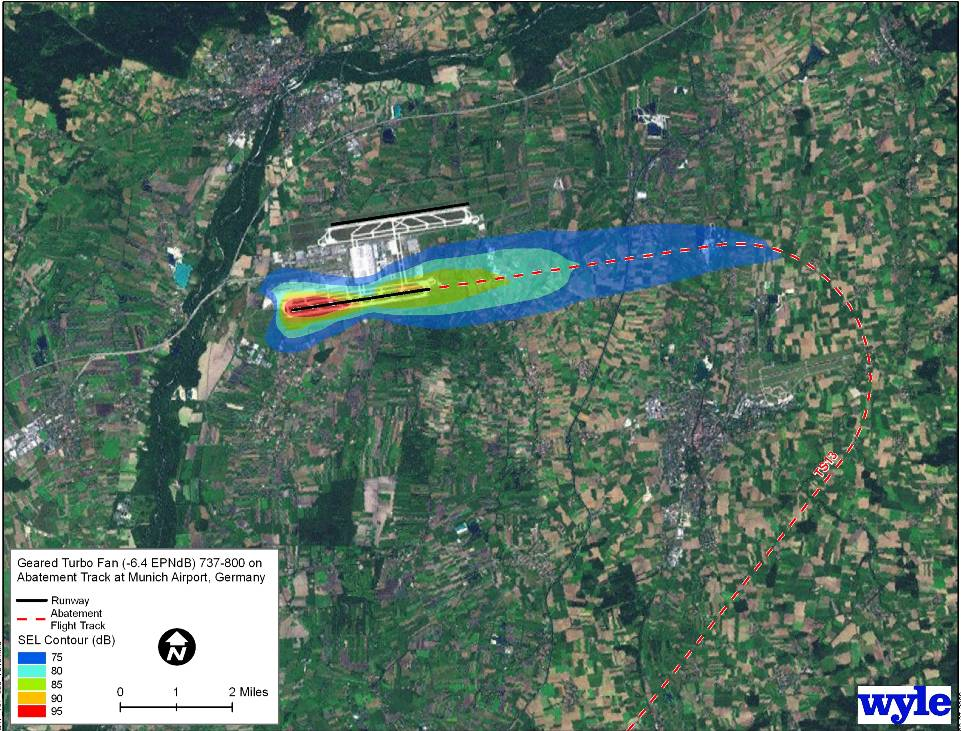 TS13
Geared Turbo Fan (-6.4 EPNdB) 737-800 on
Abatement Track at Munich Airport, Germany
Runway
Abatement
Flight Track
SEL Contour (dB)
75
80
85
90
95
N
0 1 2 Miles
wyle